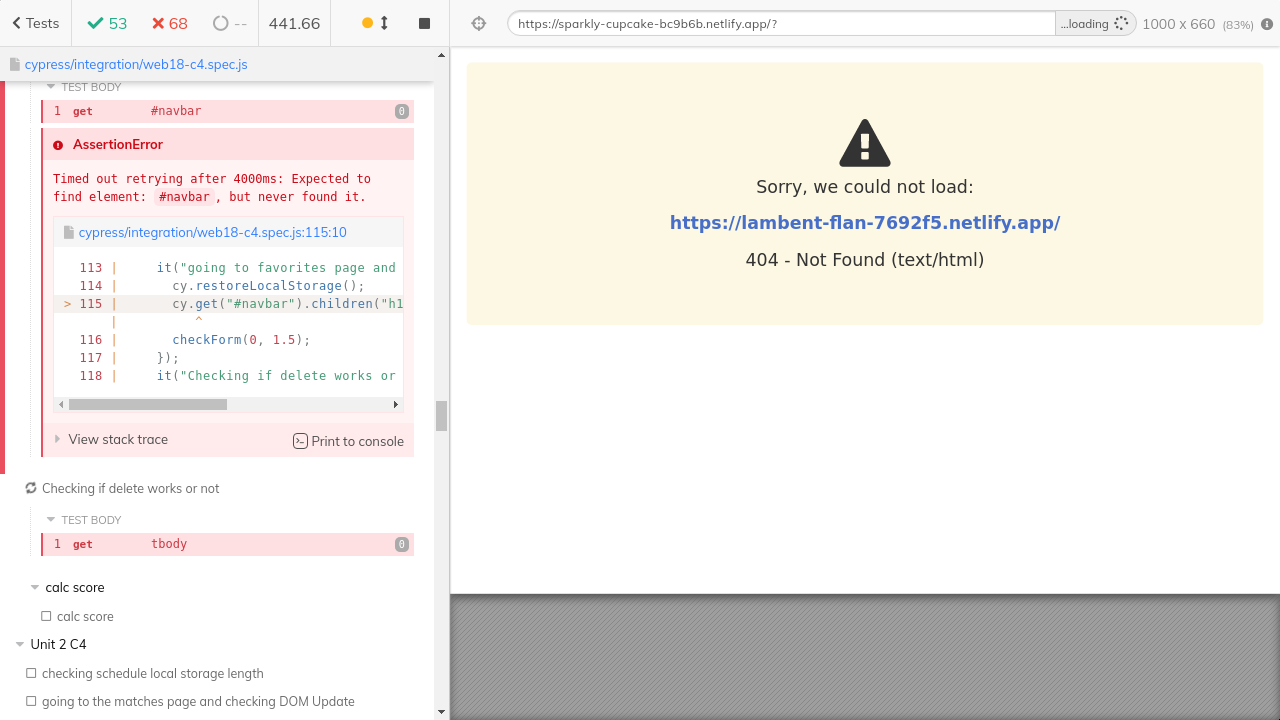 Tests
53
68
--
441.66
https://sparkly-cupcake-bc9b6b.netlify.app/?
...loading
1000 x 660 (83%)
cypress/integration/web18-c4.spec.js
TEST BODY
1 get #navbar 0
AssertionError
Timed out retrying after 4000ms: Expected to
find element: #navbar, but never found it.
cypress/integration/web18-c4.spec.js:115:10
113 | it("going to favorites page and
114 | cy.restoreLocalStorage();
> 115 | cy.get("#navbar").children("h1
| ^
116 | checkForm(0, 1.5);
117 | });
118 | it("Checking if delete works or
View stack trace
Print to console
Checking if delete works or not
TEST BODY
1 get tbody 0
calc score
calc score
Unit 2 C4
checking schedule local storage length
going to the matches page and checking DOM Update
Sorry, we could not load:
https://lambent-flan-7692f5.netlify.app/
404 - Not Found (text/html)